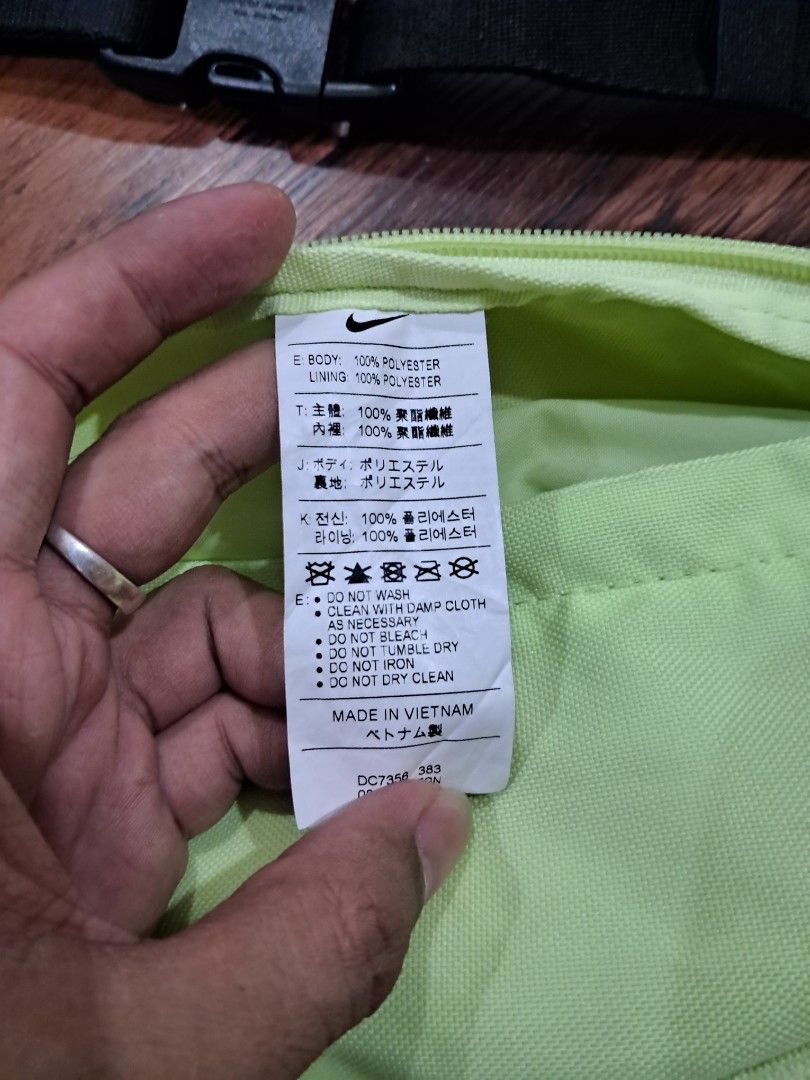 E: BODY: 100% POLYESTER
LINING: 100% POLYESTER
T: 主體: 100% 聚酯纖維
內裡: 100% 聚酯纖維
J: ボディ: ポリエステル
裏地: ポリエステル
K: 전신: 100% 폴리에스터
라이닝: 100% 폴리에스터
E: • DO NOT WASH
• CLEAN WITH DAMP CLOTH
AS NECESSARY
• DO NOT BLEACH
• DO NOT TUMBLE DRY
• DO NOT IRON
• DO NOT DRY CLEAN
MADE IN VIETNAM
ベトナム製
DC7356 383